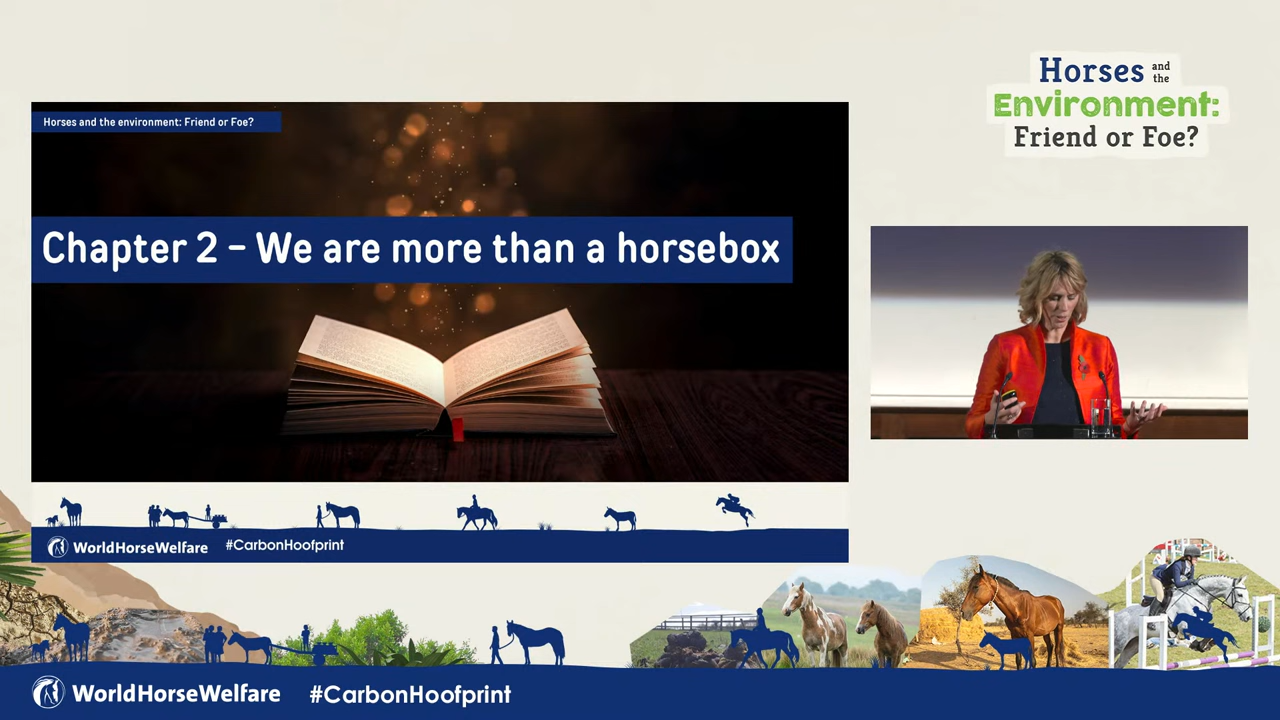 Horses and the
Environment:
Friend or Foe?
Horses and the environment: Friend or Foe?
Chapter 2 – We are more than a horsebox
WorldHorseWelfare #CarbonHoofprint
WorldHorseWelfare #CarbonHoofprint